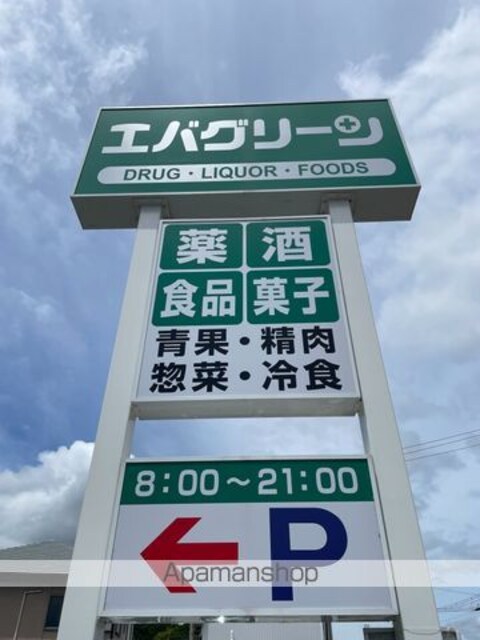 エバグリーン
DRUG・LIQUOR・FOODS
薬 酒
食品 菓子
青果・精肉
惣菜・冷食
8:00～21:00
←P
Apamanshop